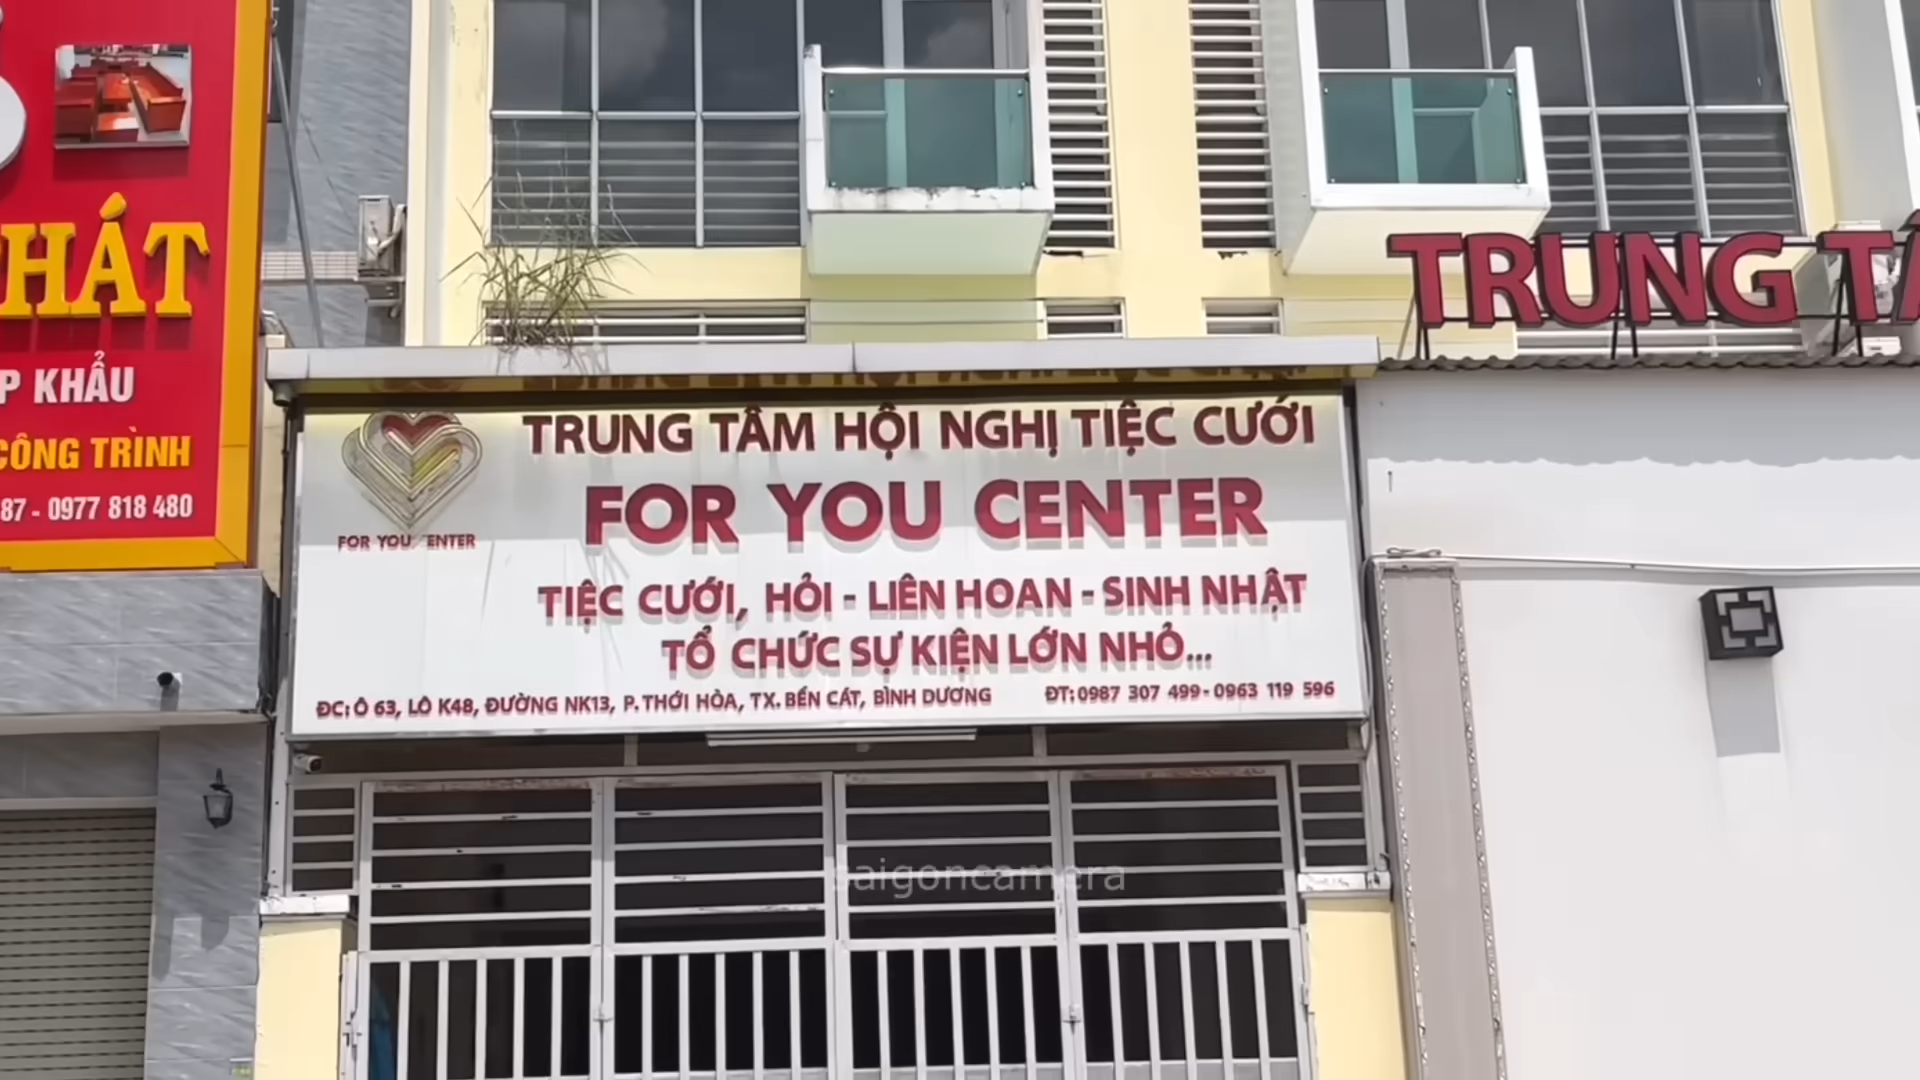 HÁT
P KHẨU
CÔNG TRÌNH
87 - 0977 818 480
TRUNG TÂM HỘI NGHỊ TIỆC CƯỚI
FOR YOU CENTER
FOR YOU ENTER
TIỆC CƯỚI, HỎI - LIÊN HOAN - SINH NHẬT
TỔ CHỨC SỰ KIỆN LỚN NHỎ...
ĐC: Ô 63, LÔ K48, ĐƯỜNG NK13, P. THỚI HÒA, TX. BẾN CÁT, BÌNH DƯƠNG ĐT: 0987 307 499 - 0963 119 596
TRUNG TÂ
saigoncamera